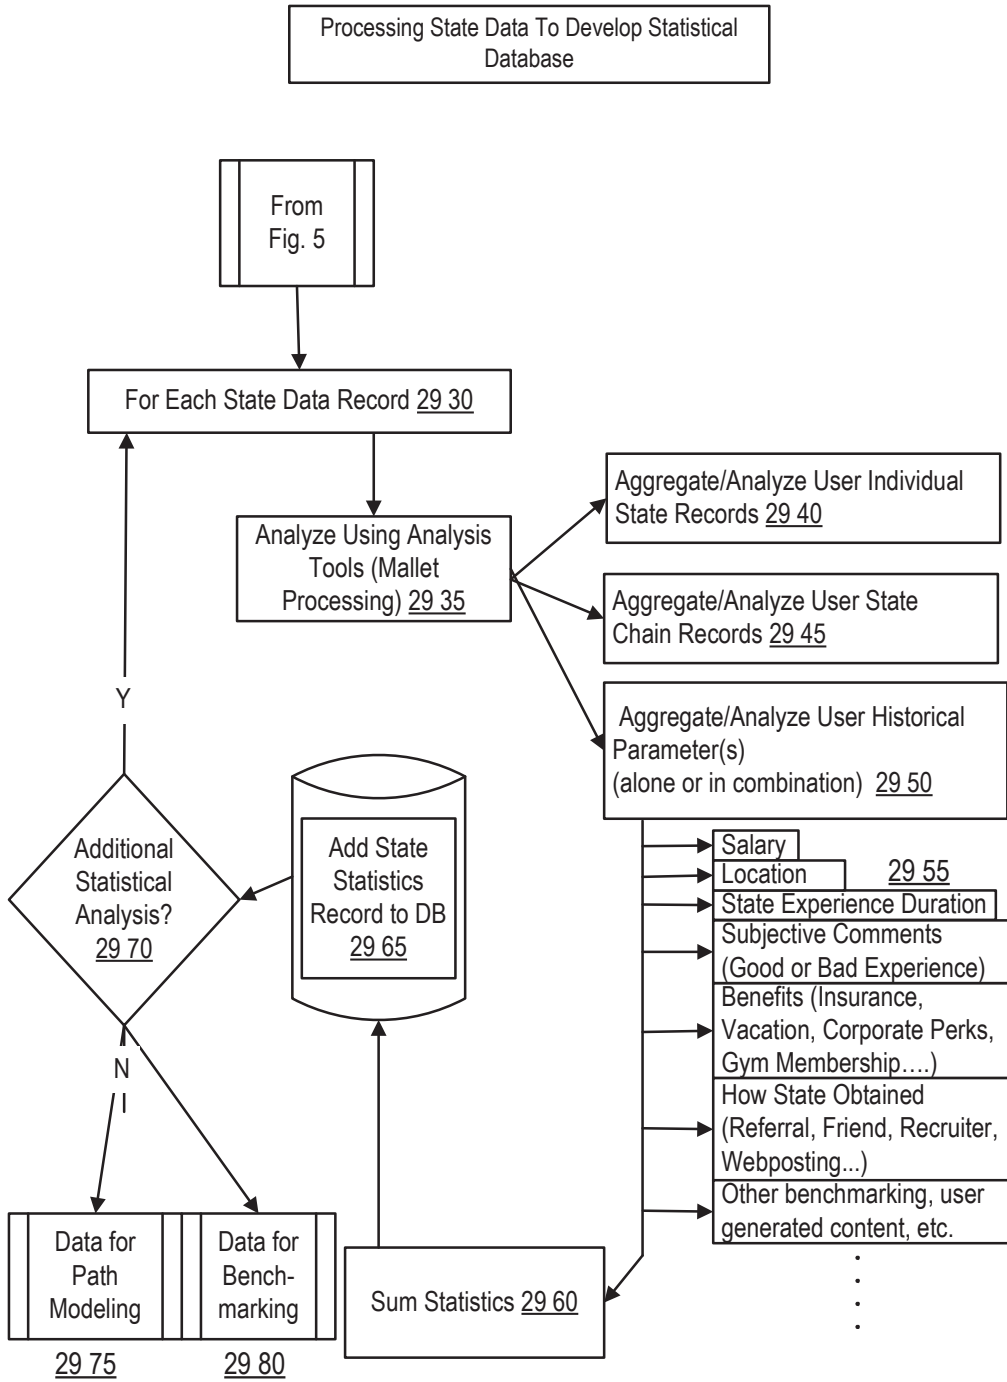 Processing State Data To Develop Statistical
Database
From
Fig. 5
For Each State Data Record 29 30
Analyze Using Analysis
Tools (Mallet
Processing) 29 35
Aggregate/Analyze User Individual
State Records 29 40
Aggregate/Analyze User State
Chain Records 29 45
Aggregate/Analyze User Historical
Parameter(s)
(alone or in combination) 29 50
Salary
Location
29 55
State Experience Duration
Subjective Comments
(Good or Bad Experience)
Benefits (Insurance,
Vacation, Corporate Perks,
Gym Membership….)
How State Obtained
(Referral, Friend, Recruiter,
Webposting...)
Other benchmarking, user
generated content, etc.
Sum Statistics 29 60
Add State
Statistics
Record to DB
29 65
Additional
Statistical
Analysis?
29 70
Y
N
Data for
Path
Modeling
29 75
Data for
Bench-
marking
29 80